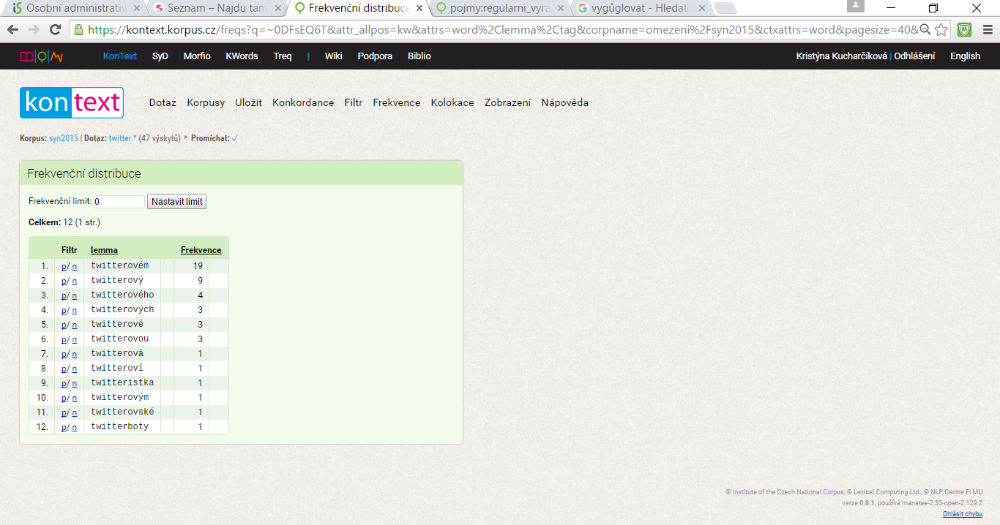 Osobní administrativ
Seznam – Najdu tam
Frekvenční distribuce
pojmy:regularni_vyra
vygůglovat - Hledat
https://kontext.korpus.cz/freqs?q=~0DFsEQ6T&attr_allpos=kw&attrs=word%2Clemma%2Ctag&corpname=omezeni%2Fsyn2015&ctxattrs=word&pagesize=40&
KonText SyD Morfio KWords Treq | Wiki Podpora Biblio Kristýna Kucharčíková | Odhlášení English
kontext Dotaz Korpusy Uložit Konkordance Filtr Frekvence Kolokace Zobrazení Nápověda
Korpus: syn2015 | Dotaz: twitter.* (47 výskytů) ▸ Promíchat: ✓
Frekvenční distribuce
Frekvenční limit: 0 Nastavit limit
Celkem: 12 (1 str.)
Filtr lemma Frekvence
1. p/ n twitterovém 19
2. p/ n twitterový 9
3. p/ n twitterového 4
4. p/ n twitterových 3
5. p/ n twitterové 3
6. p/ n twitterovou 3
7. p/ n twitterová 1
8. p/ n twitteroví 1
9. p/ n twitteristka 1
10. p/ n twitterovým 1
11. p/ n twitterovské 1
12. p/ n twitterboty 1
© Institute of the Czech National Corpus, © Lexical Computing Ltd., © NLP Centre FI MU
verze 0.8.1, používá manatee-2.33-open-2.129.2
Ohlásit chybu